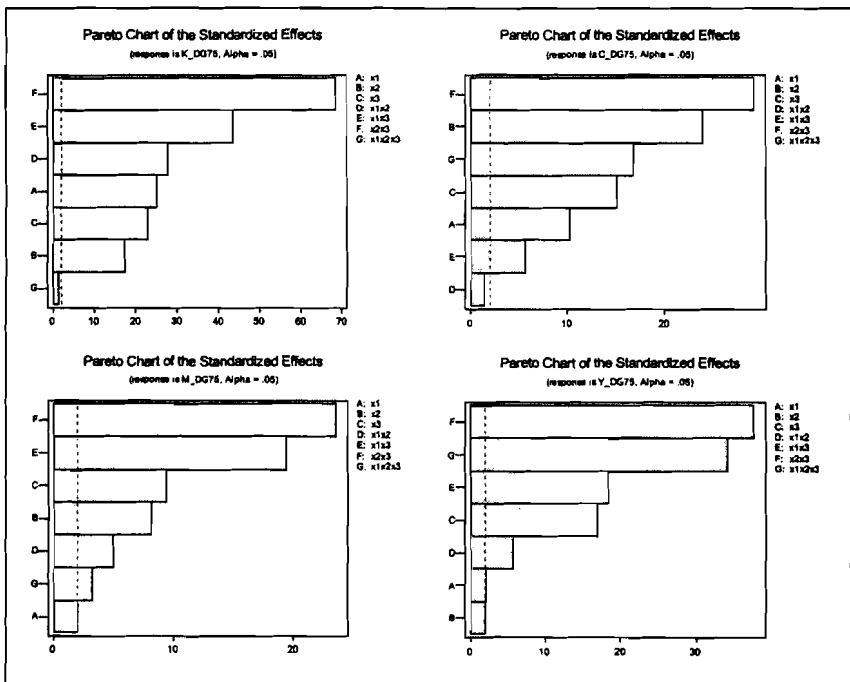 Pareto Chart of the Standardized Effects
(response is K_DG75, Alpha = .05)
A: x1
B: x2
C: x3
D: x1x2
E: x1x3
F: x2x3
G: x1x2x3
F
E
D
A
C
B
G
0 10 20 30 40 50 60 70
Pareto Chart of the Standardized Effects
(response is C_DG75, Alpha = .05)
A: x1
B: x2
C: x3
D: x1x2
E: x1x3
F: x2x3
G: x1x2x3
F
B
G
C
A
E
D
0 10 20
Pareto Chart of the Standardized Effects
(response is M_DG75, Alpha = .05)
A: x1
B: x2
C: x3
D: x1x2
E: x1x3
F: x2x3
G: x1x2x3
F
E
C
B
D
G
A
0 10 20
Pareto Chart of the Standardized Effects
(response is Y_DG75, Alpha = .05)
A: x1
B: x2
C: x3
D: x1x2
E: x1x3
F: x2x3
G: x1x2x3
F
G
E
C
D
A
B
0 10 20 30